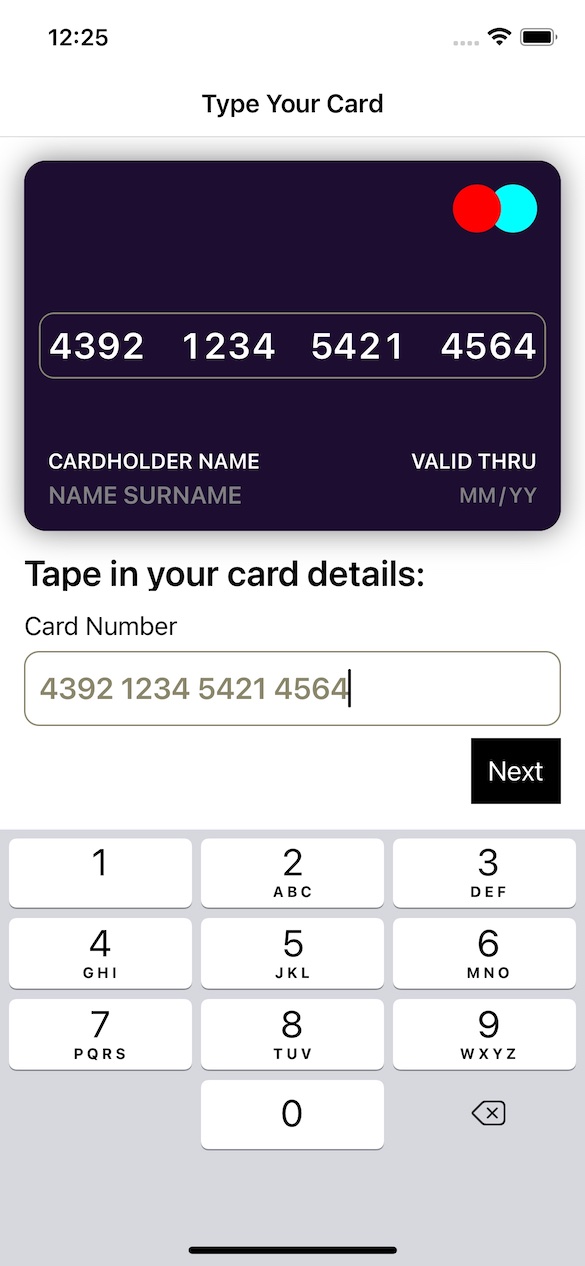 12:25
Type Your Card
4392 1234 5421 4564
CARDHOLDER NAME VALID THRU
NAME SURNAME MM/YY
Tape in your card details:
Card Number
4392 1234 5421 4564
Next
1 2 3
ABC DEF
4 5 6
GHI JKL MNO
7 8 9
PQRS TUV WXYZ
0